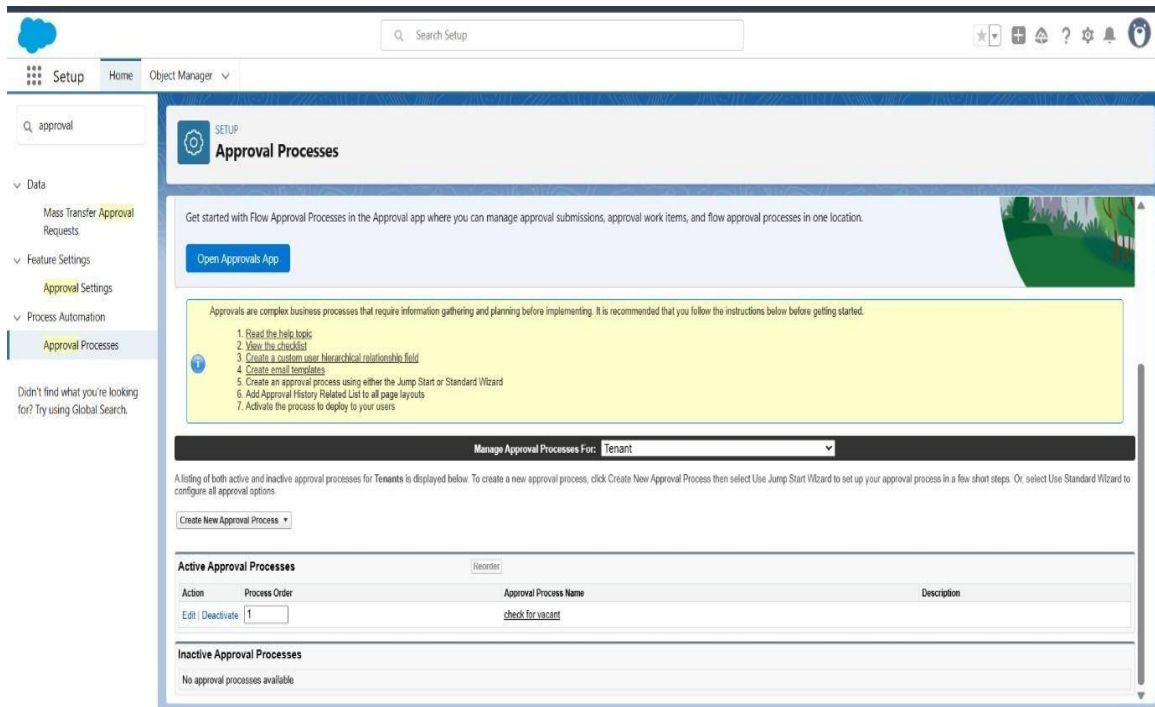 Search Setup
Setup
Home
Object Manager
approval
Data
Mass Transfer Approval
Requests
Feature Settings
Approval Settings
Process Automation
Approval Processes
Didn't find what you're looking
for? Try using Global Search.
SETUP
Approval Processes
Get started with Flow Approval Processes in the Approval app where you can manage approval submissions, approval work items, and flow approval processes in one location.
Open Approvals App
Approvals are complex business processes that require information gathering and planning before implementing. It is recommended that you follow the instructions below before getting started.
1. Read the help topic
2. View the checklist
3. Create a custom user hierarchical relationship field
4. Create email templates
5. Create an approval process using either the Jump Start or Standard Wizard
6. Add Approval History Related List to all page layouts
7. Activate the process to deploy to your users
Manage Approval Processes For: Tenant
A listing of both active and inactive approval processes for Tenants is displayed below. To create a new approval process, click Create New Approval Process then select Use Jump Start Wizard to set up your approval process in a few short steps. Or, select Use Standard Wizard to
configure all approval options.
Create New Approval Process
Active Approval Processes Reorder
Action Process Order Approval Process Name Description
Edit | Deactivate 1 check for vacant
Inactive Approval Processes
No approval processes available